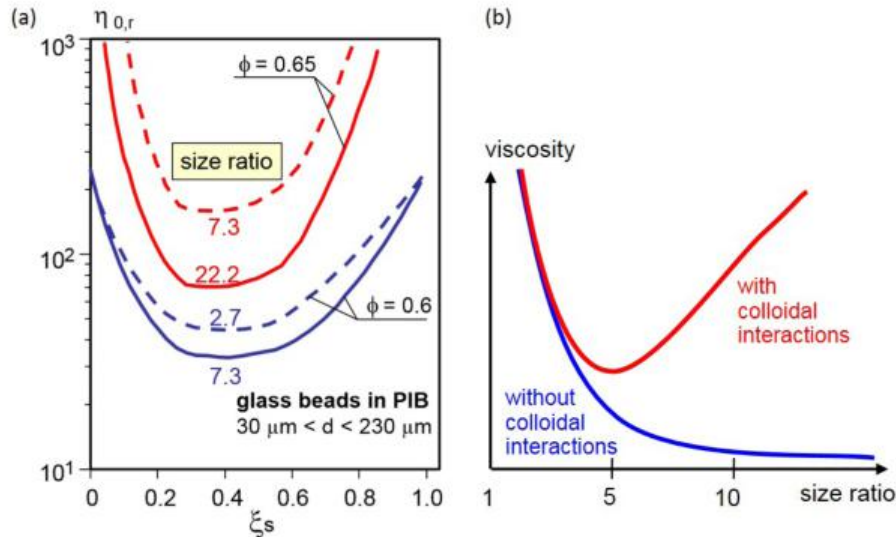 (a)
η0,r
10³
ϕ = 0.65
size ratio
7.3
10²
22.2
2.7
ϕ = 0.6
7.3
glass beads in PIB
30 μm < d < 230 μm
10¹
0 0.2 0.4 0.6 0.8 1.0
ξs
(b)
viscosity
with
colloidal
interactions
without
colloidal
interactions
1 5 10 size ratio